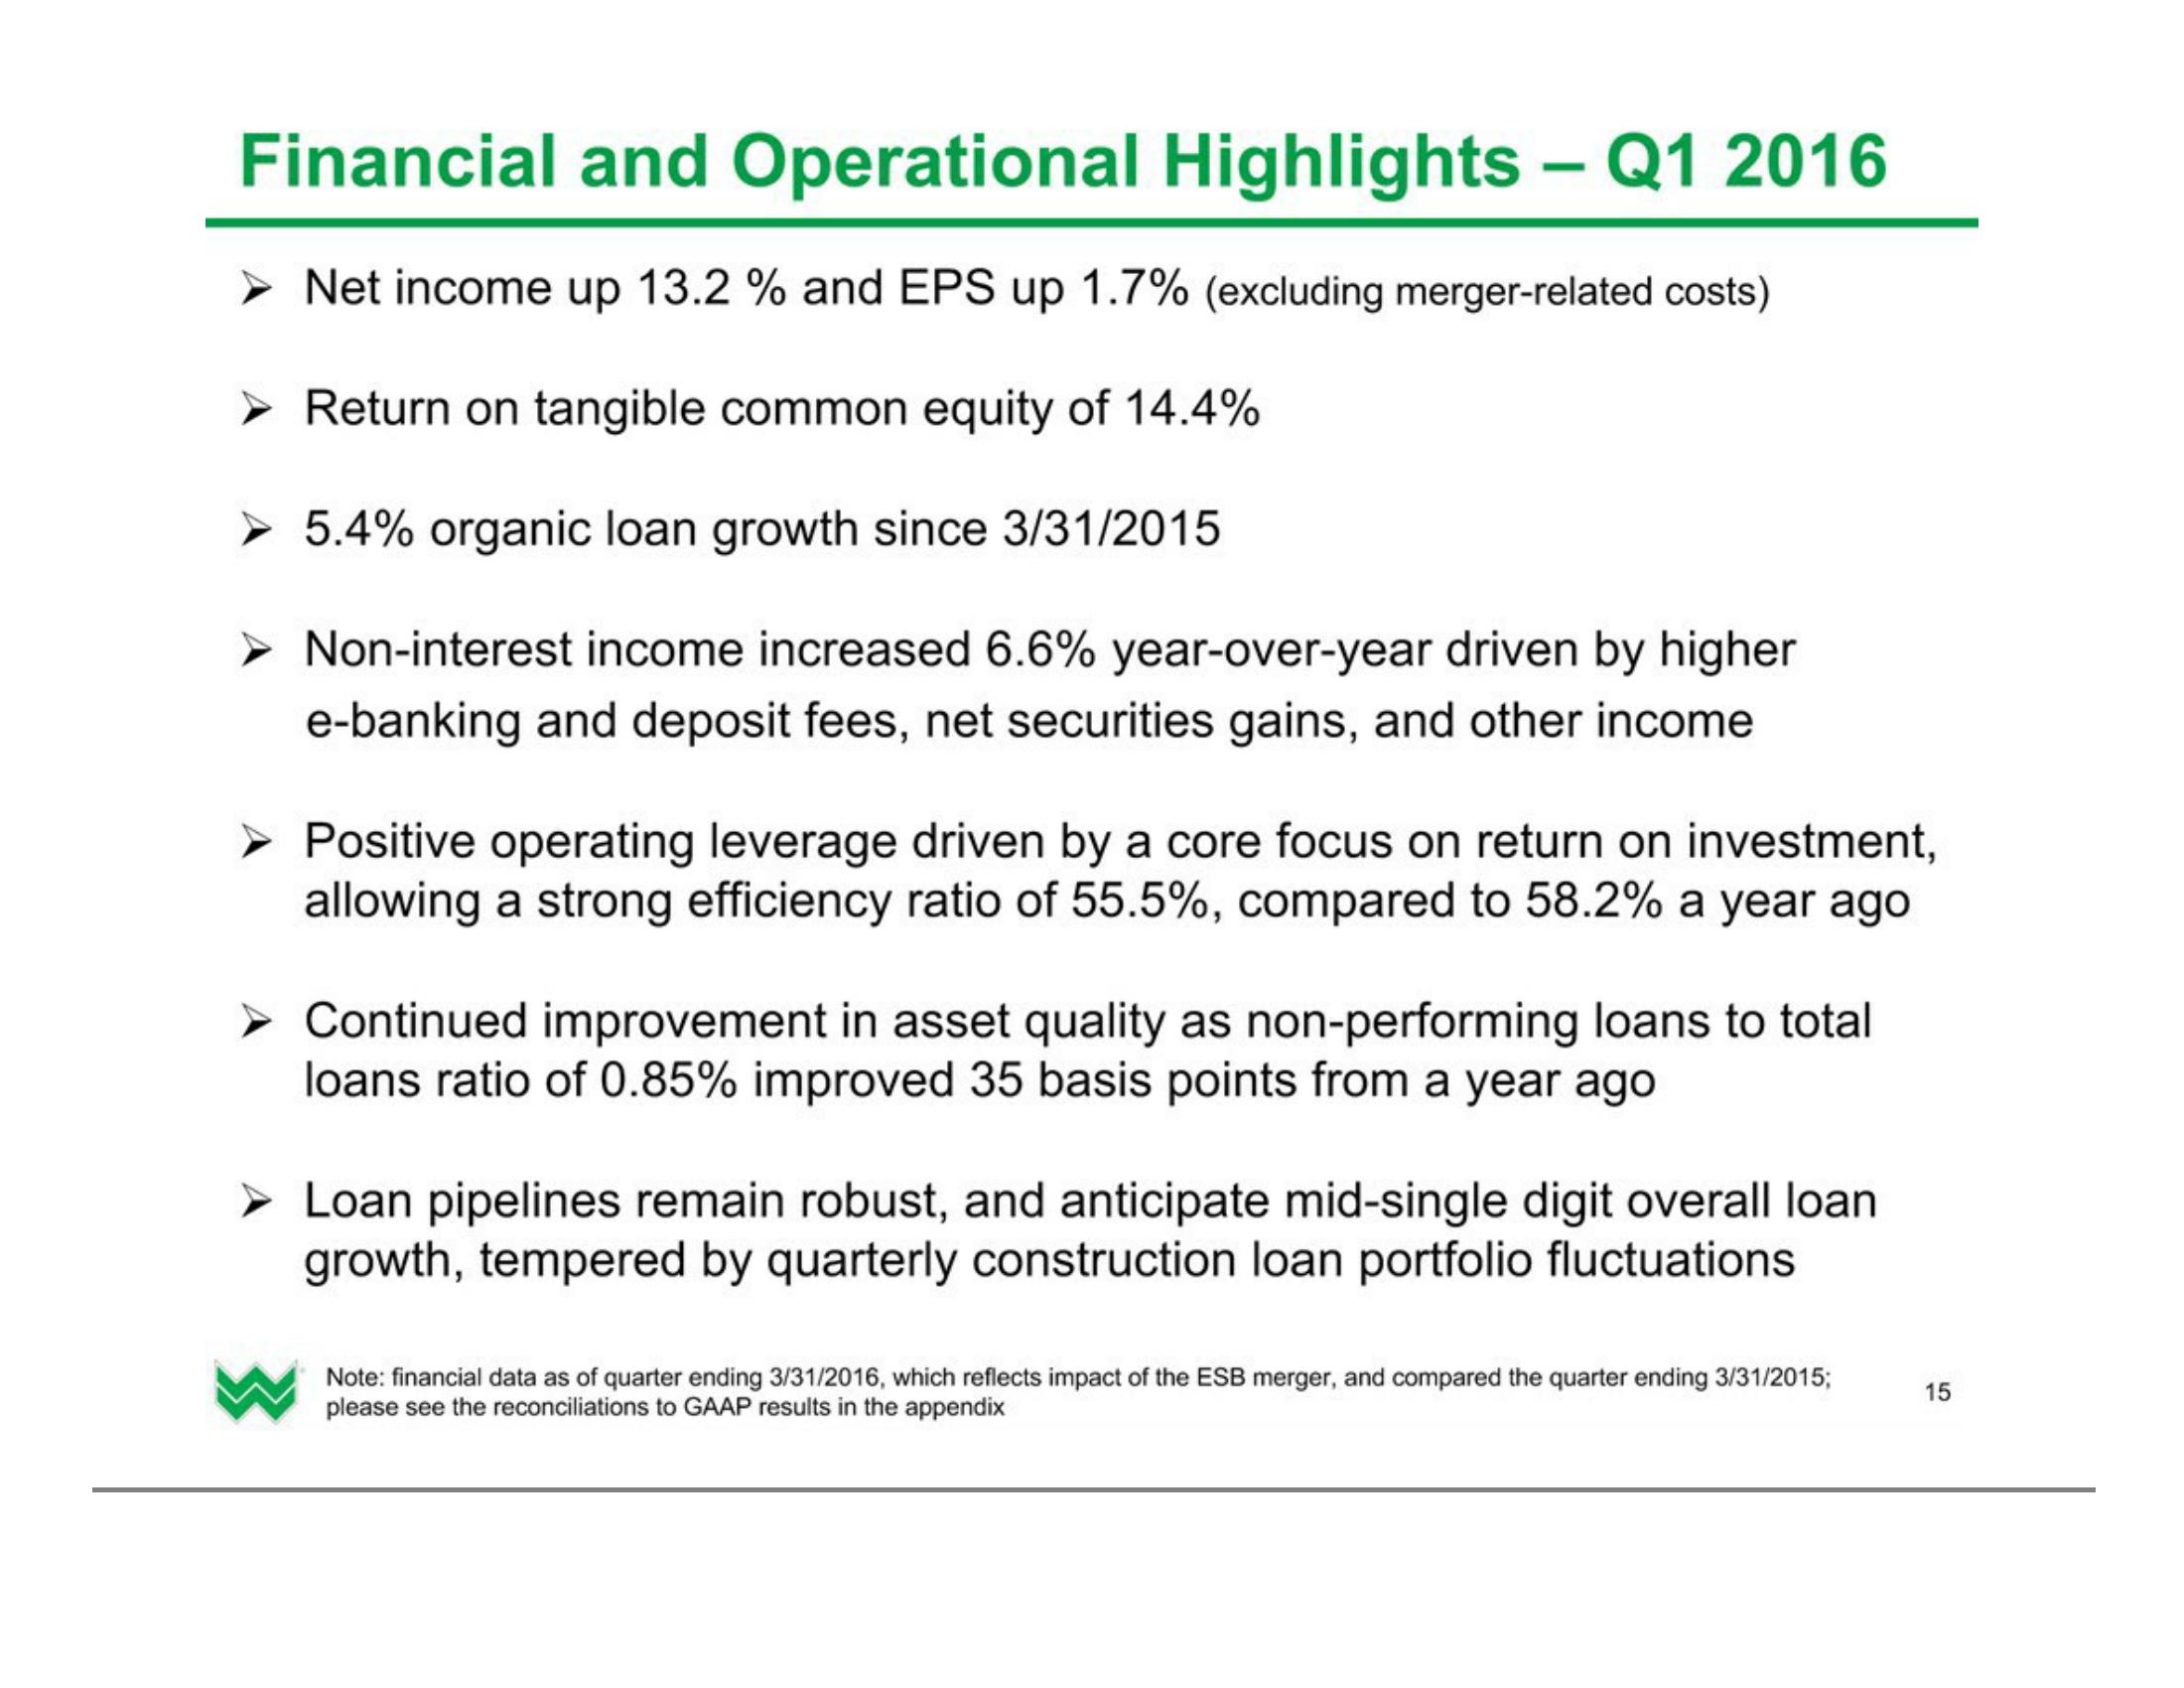 Financial and Operational Highlights – Q1 2016
➢ Net income up 13.2 % and EPS up 1.7% (excluding merger-related costs)
➢ Return on tangible common equity of 14.4%
➢ 5.4% organic loan growth since 3/31/2015
➢ Non-interest income increased 6.6% year-over-year driven by higher
e-banking and deposit fees, net securities gains, and other income
➢ Positive operating leverage driven by a core focus on return on investment,
allowing a strong efficiency ratio of 55.5%, compared to 58.2% a year ago
➢ Continued improvement in asset quality as non-performing loans to total
loans ratio of 0.85% improved 35 basis points from a year ago
➢ Loan pipelines remain robust, and anticipate mid-single digit overall loan
growth, tempered by quarterly construction loan portfolio fluctuations
Note: financial data as of quarter ending 3/31/2016, which reflects impact of the ESB merger, and compared the quarter ending 3/31/2015;
please see the reconciliations to GAAP results in the appendix
15